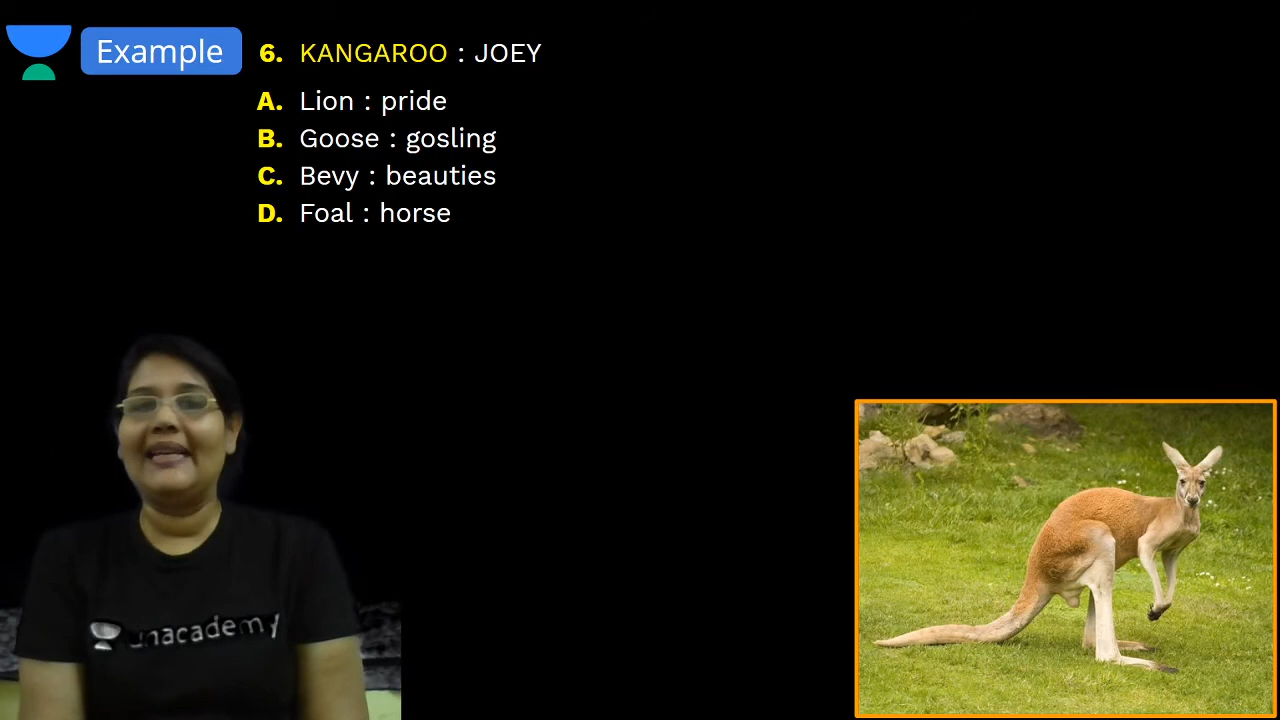 Example
6. KANGAROO : JOEY
A. Lion : pride
B. Goose : gosling
C. Bevy : beauties
D. Foal : horse
unacademy